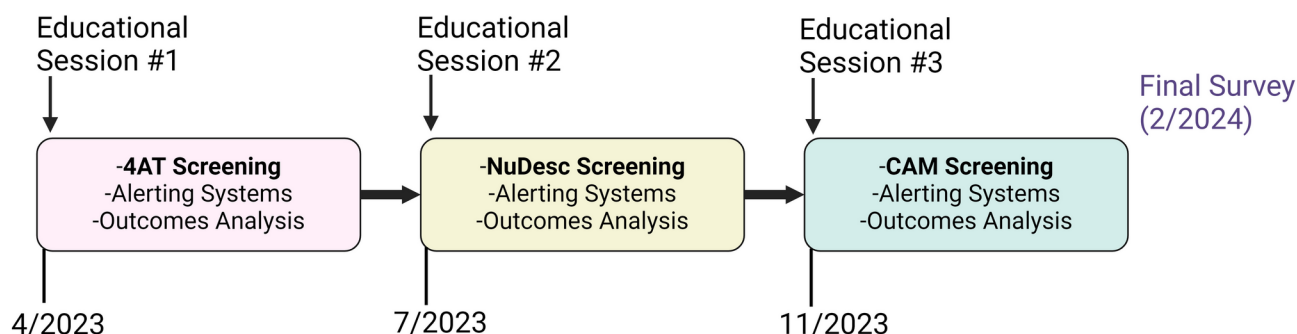 Educational
Session #1
Educational
Session #2
Educational
Session #3
Final Survey
(2/2024)
-4AT Screening
-Alerting Systems
-Outcomes Analysis
-NuDesc Screening
-Alerting Systems
-Outcomes Analysis
-CAM Screening
-Alerting Systems
-Outcomes Analysis
4/2023
7/2023
11/2023